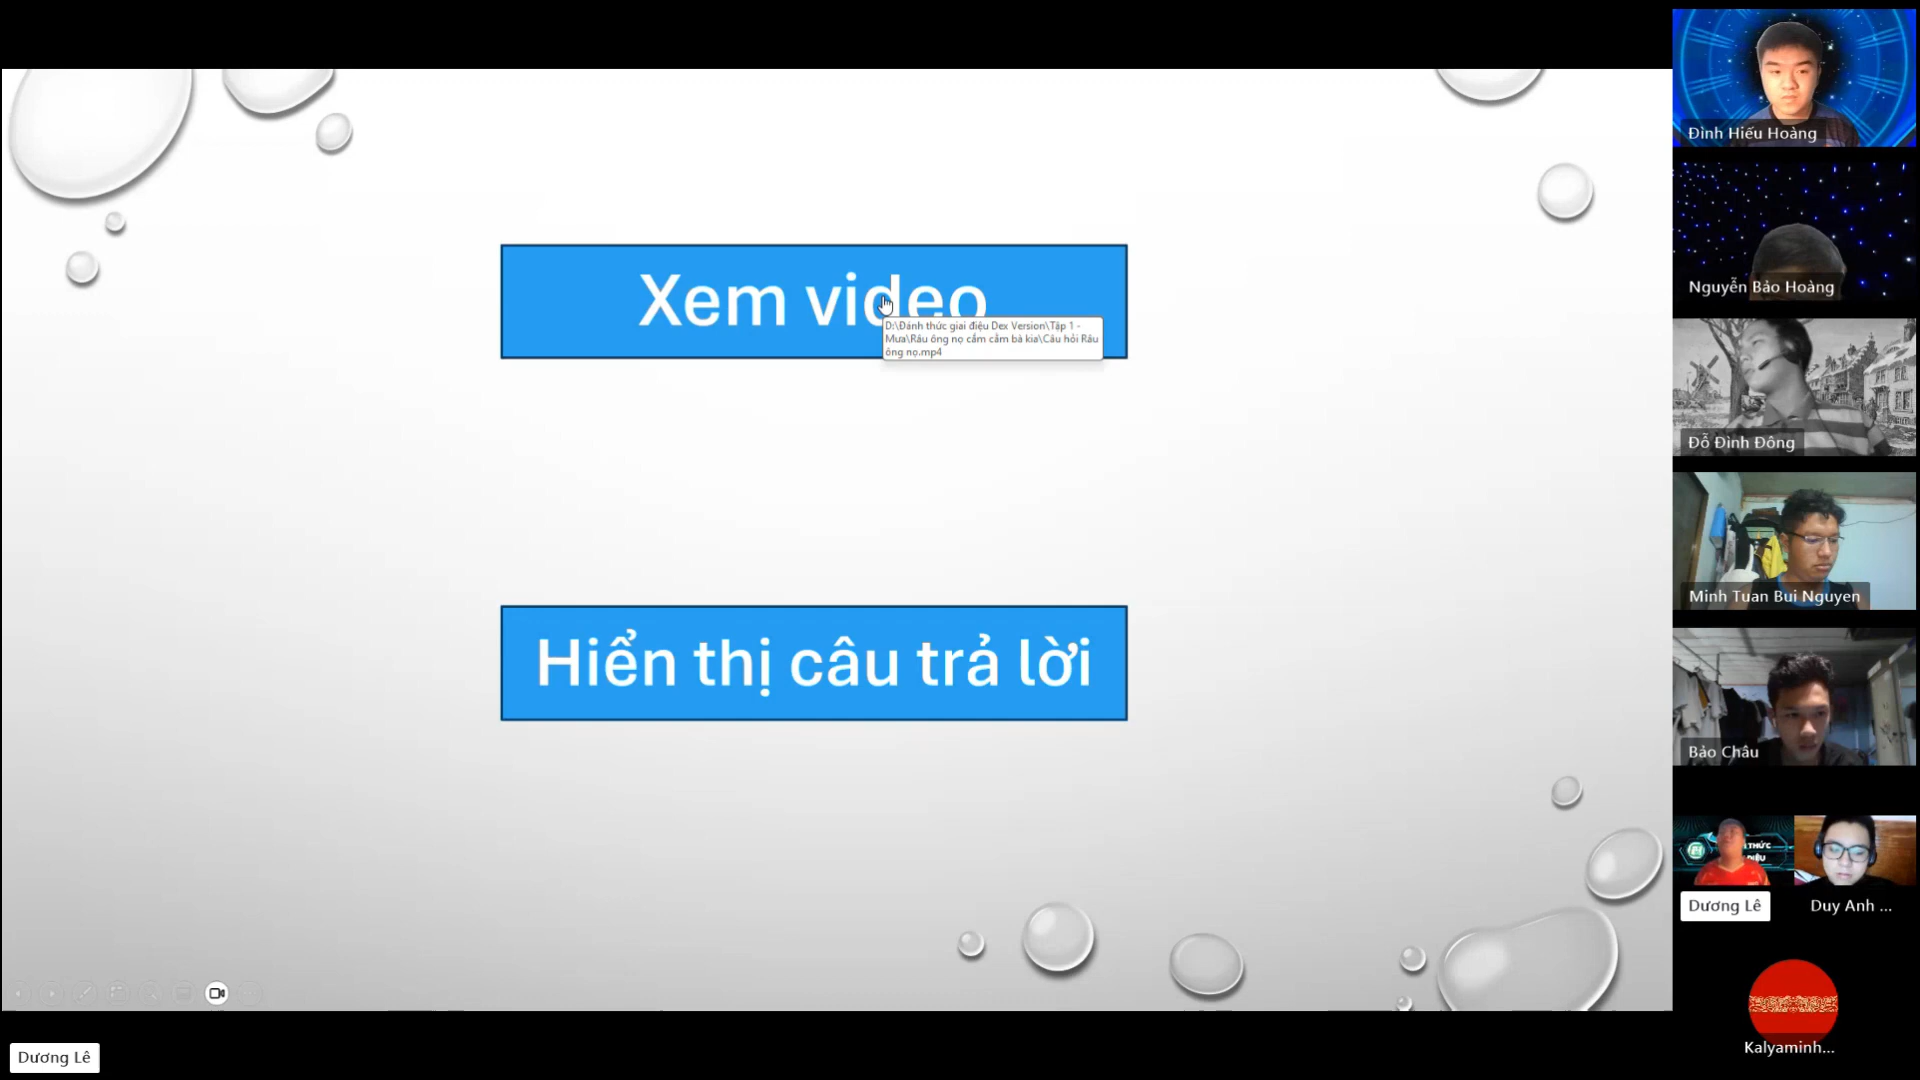 Xem video
D:\Đánh thức giai điệu Dex Version\Tập 1 -
Mưa\Râu ông nọ cắm cằm bà kia\Câu hỏi Râu
ông nọ.mp4
Hiển thị câu trả lời
Dương Lê
Đình Hiếu Hoàng
Nguyễn Bảo Hoàng
Đỗ Đình Đông
Minh Tuan Bui Nguyen
Bảo Châu
THỨC
ĐIỆU
Dương Lê
Duy Anh ...
Kalyaminh...